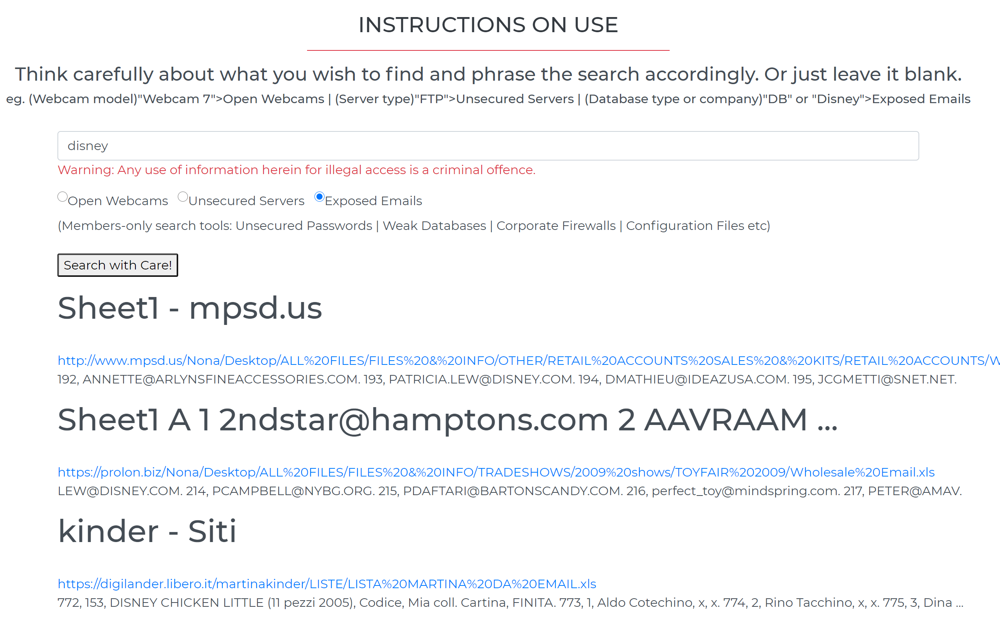 INSTRUCTIONS ON USE
Think carefully about what you wish to find and phrase the search accordingly. Or just leave it blank.
eg. (Webcam model)"Webcam 7">Open Webcams | (Server type)"FTP">Unsecured Servers | (Database type or company)"DB" or "Disney">Exposed Emails
disney
Warning: Any use of information herein for illegal access is a criminal offence.
Open Webcams Unsecured Servers Exposed Emails
(Members-only search tools: Unsecured Passwords | Weak Databases | Corporate Firewalls | Configuration Files etc)
Search with Care!
Sheet1 - mpsd.us
http://www.mpsd.us/Nona/Desktop/ALL%20FILES/FILES%20&%20INFO/OTHER/RETAIL%20ACCOUNTS%20SALES%20&%20KITS/RETAIL%20ACCOUNTS/W
192, ANNETTE@ARLYNSFINEACCESSORIES.COM. 193, PATRICIA.LEW@DISNEY.COM. 194, DMATHIEU@IDEAZUSA.COM. 195, JCGMETTI@SNET.NET.
Sheet1 A 1 2ndstar@hamptons.com 2 AAVRAAM ...
https://prolon.biz/Nona/Desktop/ALL%20FILES/FILES%20&%20INFO/TRADESHOWS/2009%20shows/TOYFAIR%202009/Wholesale%20Email.xls
LEW@DISNEY.COM. 214, PCAMPBELL@NYBG.ORG. 215, PDAFTARI@BARTONSCANDY.COM. 216, perfect_toy@mindspring.com. 217, PETER@AMAV.
kinder - Siti
https://digilander.libero.it/martinakinder/LISTE/LISTA%20MARTINA%20DA%20EMAIL.xls
772, 153, DISNEY CHICKEN LITTLE (11 pezzi 2005), Codice, Mia coll. Cartina, FINITA. 773, 1, Aldo Cotechino, x, x. 774, 2, Rino Tacchino, x, x. 775, 3, Dina ...